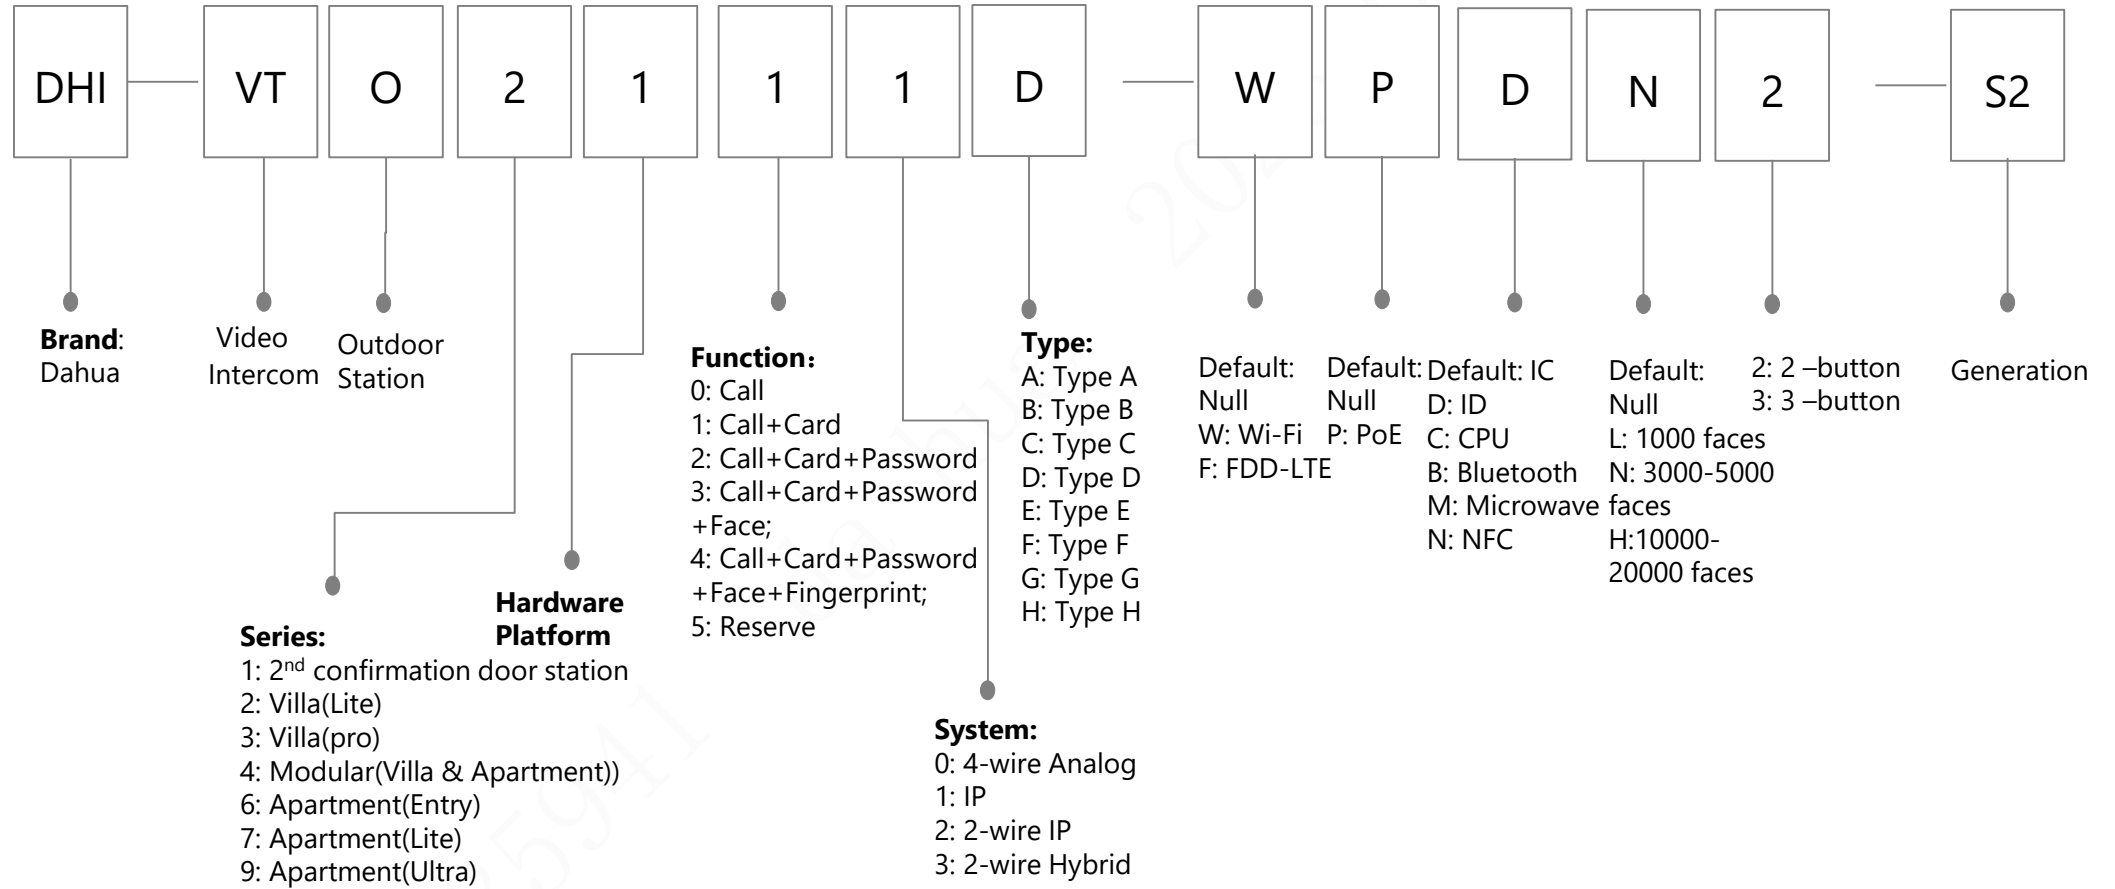 DHI VT O 2 1 1 1 D W P D N 2 S2
Brand:
Dahua
Video
Intercom
Outdoor
Station
Series:
1: 2nd confirmation door station
2: Villa(Lite)
3: Villa(pro)
4: Modular(Villa & Apartment))
6: Apartment(Entry)
7: Apartment(Lite)
9: Apartment(Ultra)
Hardware
Platform
Function：
0: Call
1: Call+Card
2: Call+Card+Password
3: Call+Card+Password
+Face;
4: Call+Card+Password
+Face+Fingerprint;
5: Reserve
System:
0: 4-wire Analog
1: IP
2: 2-wire IP
3: 2-wire Hybrid
Type:
A: Type A
B: Type B
C: Type C
D: Type D
E: Type E
F: Type F
G: Type G
H: Type H
Default:
Null
W: Wi-Fi
F: FDD-LTE
Default:
Null
P: PoE
Default: IC
D: ID
C: CPU
B: Bluetooth
M: Microwave
N: NFC
Default:
Null
L: 1000 faces
N: 3000-5000
faces
H:10000-
20000 faces
2: 2 –button
3: 3 –button
Generation